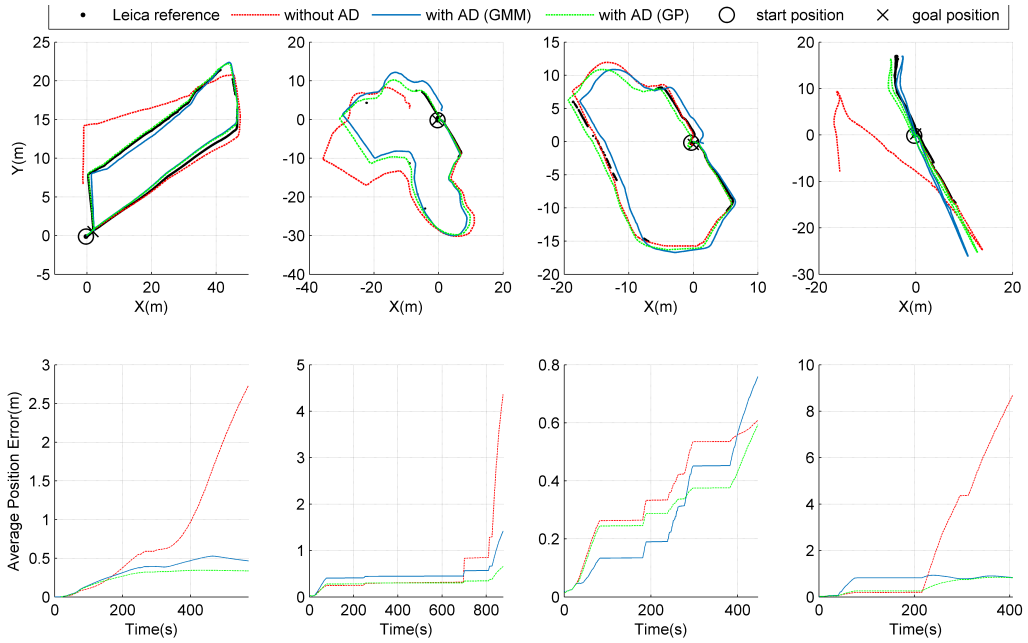 Leica reference without AD with AD (GMM) with AD (GP) start position goal position
25
20
15
10
5
0
-5
0 20 40
X(m)
Y(m)
20
10
0
-10
-20
-30
-40
-40 -20 0 20
X(m)
15
10
5
0
-5
-10
-15
-20
-20 -10 0 10
X(m)
20
10
0
-10
-20
-30
-20 0 20
X(m)
3
2.5
2
1.5
1
0.5
0
0 200 400
Time(s)
Average Position Error(m)
5
4
3
2
1
0
0 200 400 600 800
Time(s)
0.8
0.6
0.4
0.2
0
0 200 400
Time(s)
10
8
6
4
2
0
0 100 200 300 400
Time(s)